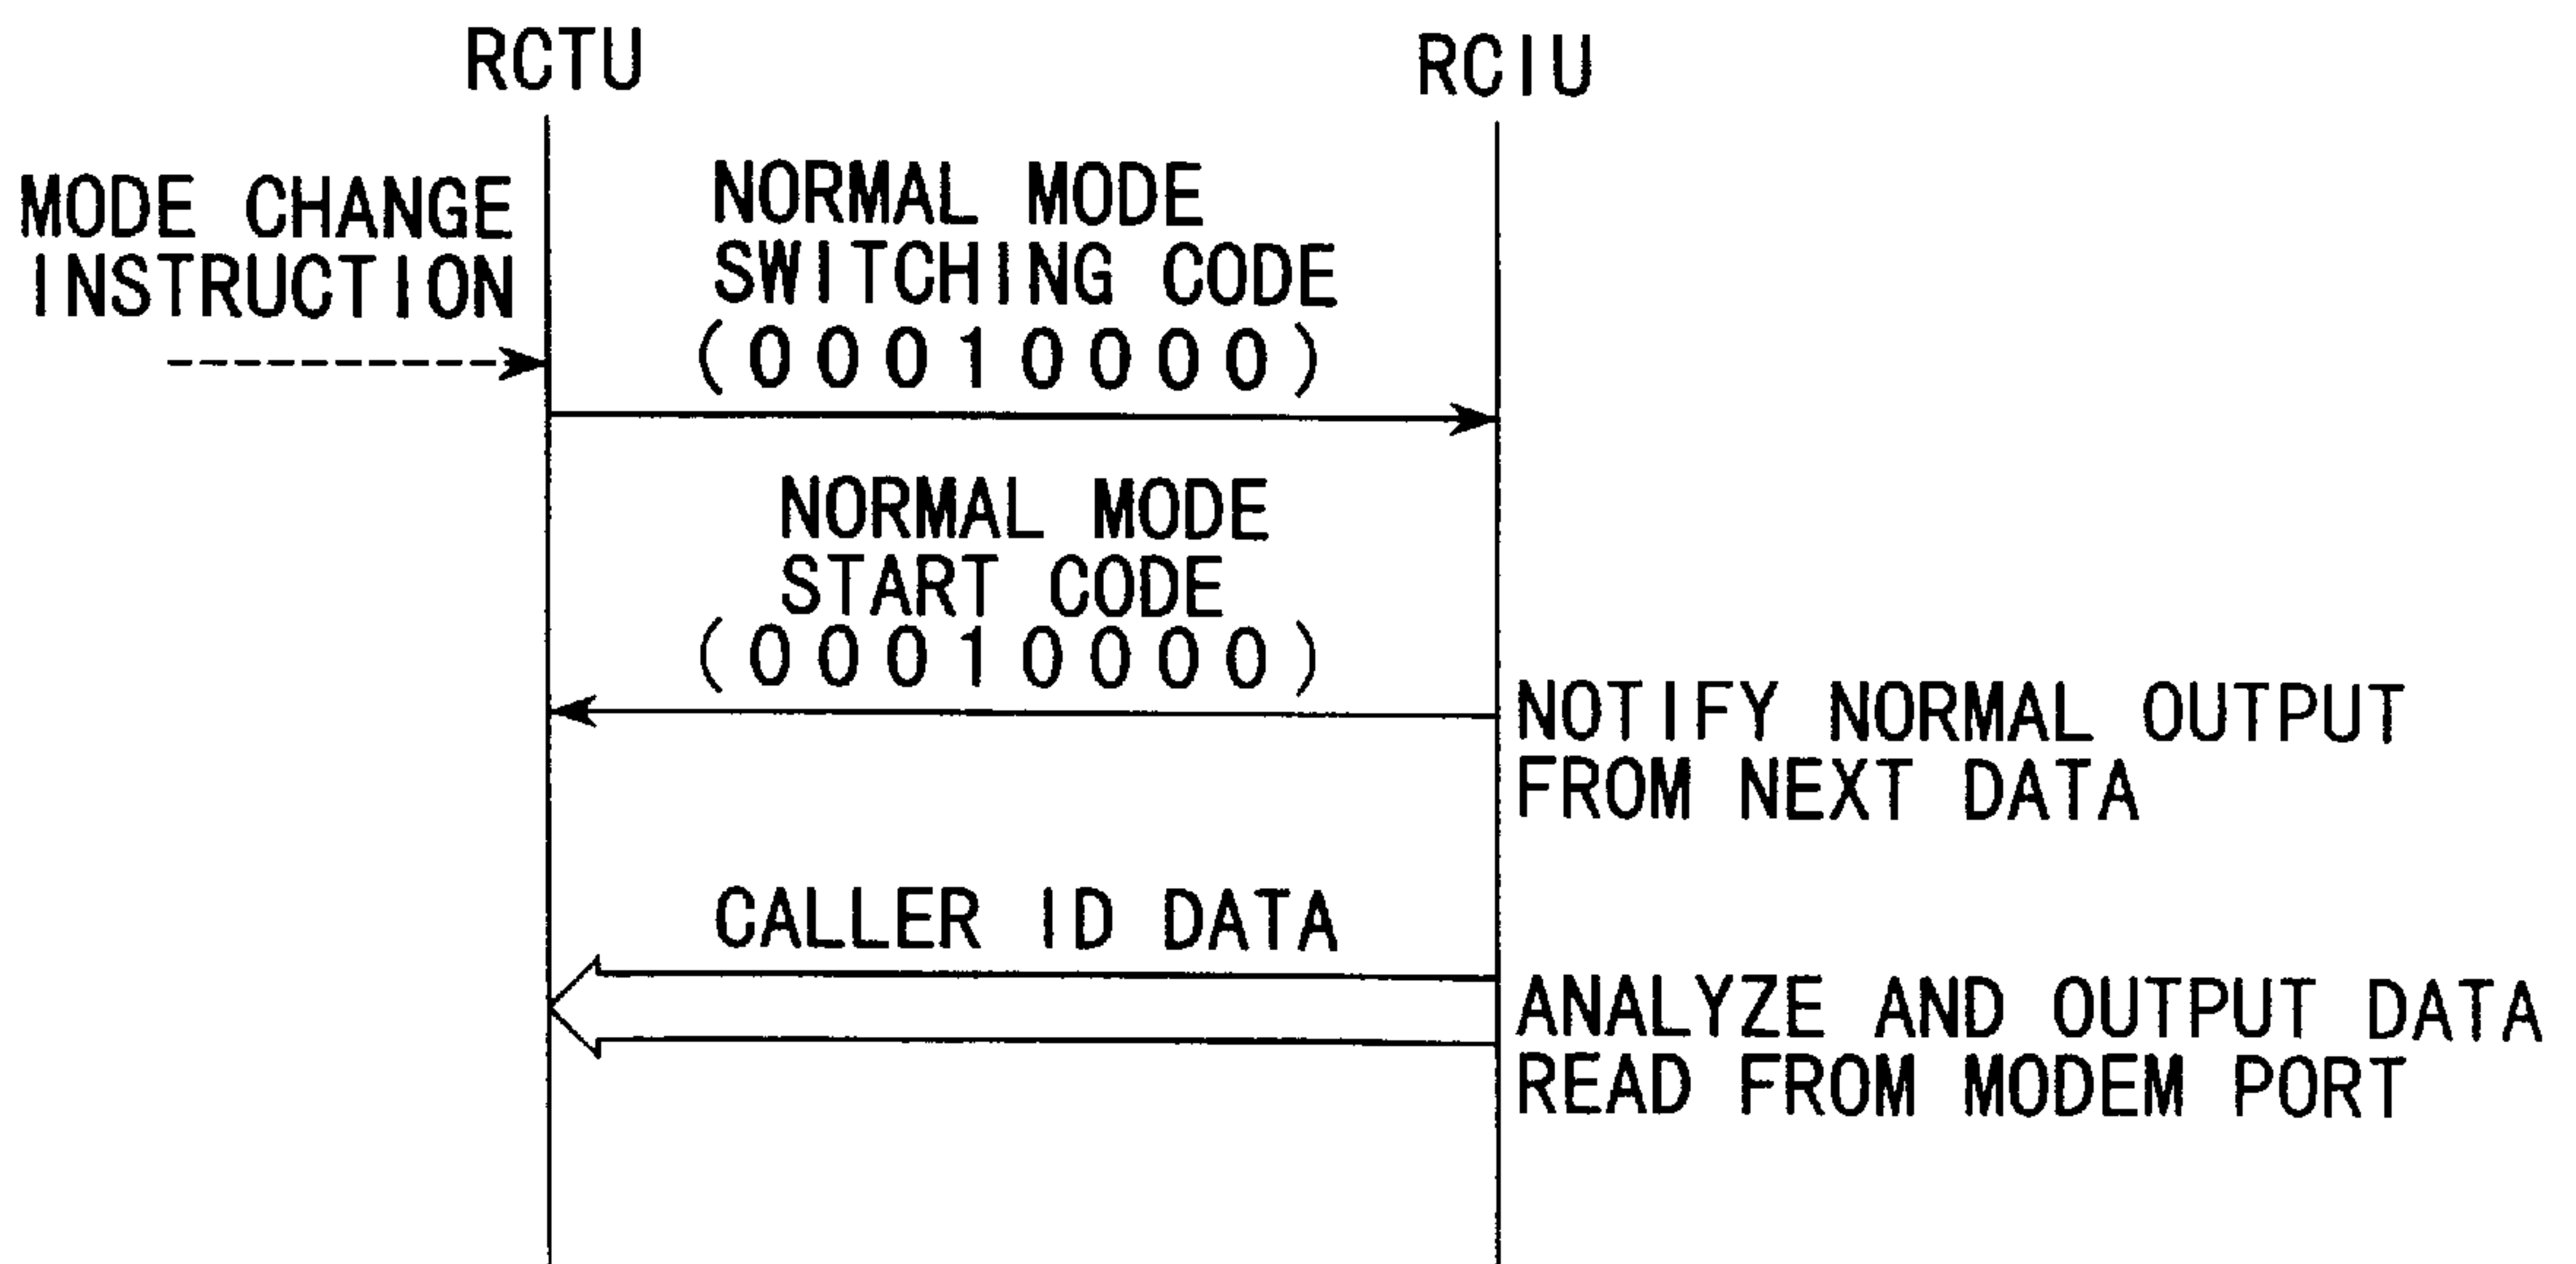 RCTU
RCIU
MODE CHANGE
INSTRUCTION
NORMAL MODE
SWITCHING CODE
(00010000)
NORMAL MODE
START CODE
(00010000)
NOTIFY NORMAL OUTPUT
FROM NEXT DATA
CALLER ID DATA
ANALYZE AND OUTPUT DATA
READ FROM MODEM PORT